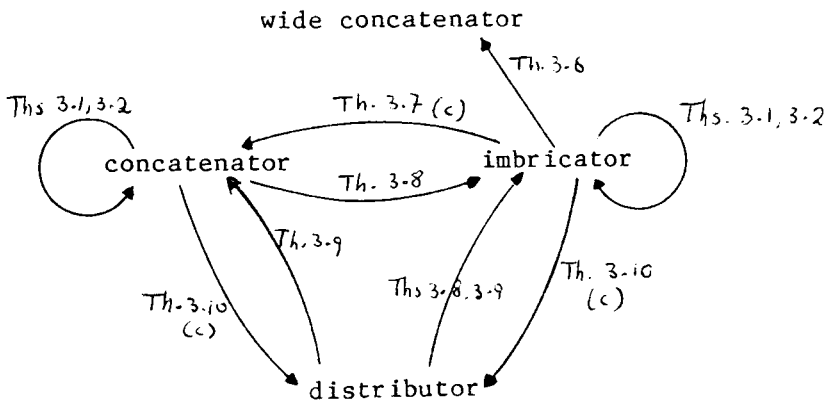 wide concatenator
Th. 3.6
Ths 3.1, 3.2
Th. 3.7 (c)
Ths. 3.1, 3.2
concatenator
imbricator
Th. 3.8
Th. 3.9
Th. 3.10
(c)
Ths 3.8, 3.9
Th. 3.10
(c)
distributor